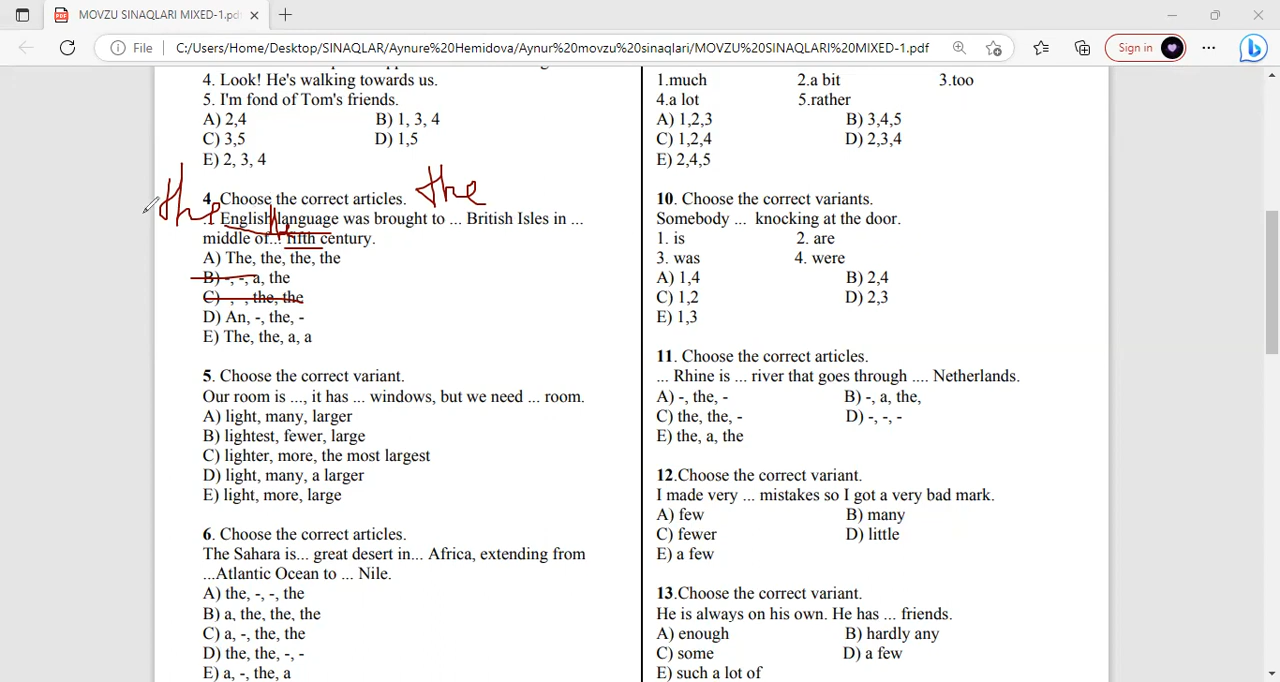 MOVZU SINAQLARI MIXED-1.pd
File
C:/Users/Home/Desktop/SINAQLAR/Aynure%20Hemidova/Aynur%20movzu%20sinaqlari/MOVZU%20SINAQLARI%20MIXED-1.pdf
Sign in
4. Look! He's walking towards us.
5. I'm fond of Tom's friends.
A) 2,4 B) 1, 3, 4
C) 3,5 D) 1,5
E) 2, 3, 4
the
4. Choose the correct articles. the
... English language was brought to ... British Isles in ...
the
middle of... fifth century.
A) The, the, the, the
B) -, -, a, the
C) -, -, the, the
D) An, -, the, -
E) The, the, a, a
5. Choose the correct variant.
Our room is ..., it has ... windows, but we need ... room.
A) light, many, larger
B) lightest, fewer, large
C) lighter, more, the most largest
D) light, many, a larger
E) light, more, large
6. Choose the correct articles.
The Sahara is... great desert in... Africa, extending from
...Atlantic Ocean to ... Nile.
A) the, -, -, the
B) a, the, the, the
C) a, -, the, the
D) the, the, -, -
E) a, -, the, a
1.much 2.a bit 3.too
4.a lot 5.rather
A) 1,2,3 B) 3,4,5
C) 1,2,4 D) 2,3,4
E) 2,4,5
10. Choose the correct variants.
Somebody ... knocking at the door.
1. is 2. are
3. was 4. were
A) 1,4 B) 2,4
C) 1,2 D) 2,3
E) 1,3
11. Choose the correct articles.
... Rhine is ... river that goes through .... Netherlands.
A) -, the, - B) -, a, the,
C) the, the, - D) -, -, -
E) the, a, the
12.Choose the correct variant.
I made very ... mistakes so I got a very bad mark.
A) few B) many
C) fewer D) little
E) a few
13.Choose the correct variant.
He is always on his own. He has ... friends.
A) enough B) hardly any
C) some D) a few
E) such a lot of